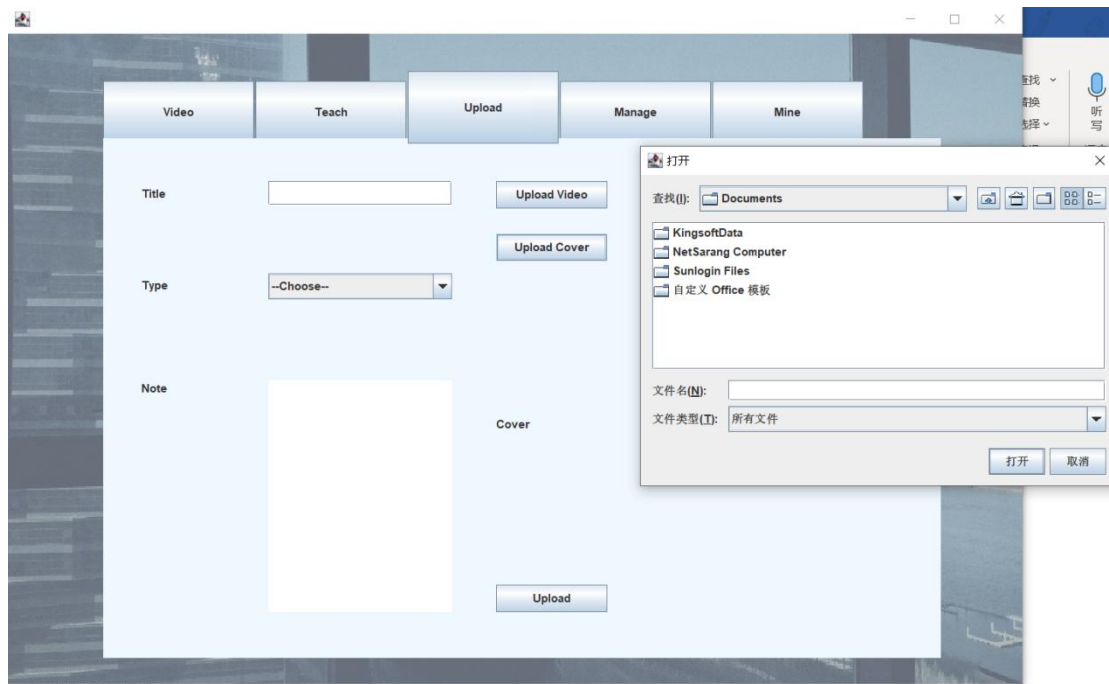 Video Teach Upload Manage Mine
Title
Upload Video
Upload Cover
Type
--Choose--
Note
Cover
Upload
打开
查找(I): Documents
KingsoftData
NetSarang Computer
Sunlogin Files
自定义 Office 模板
文件名(N):
文件类型(T): 所有文件
打开 取消
查找
替换
选择
听
写